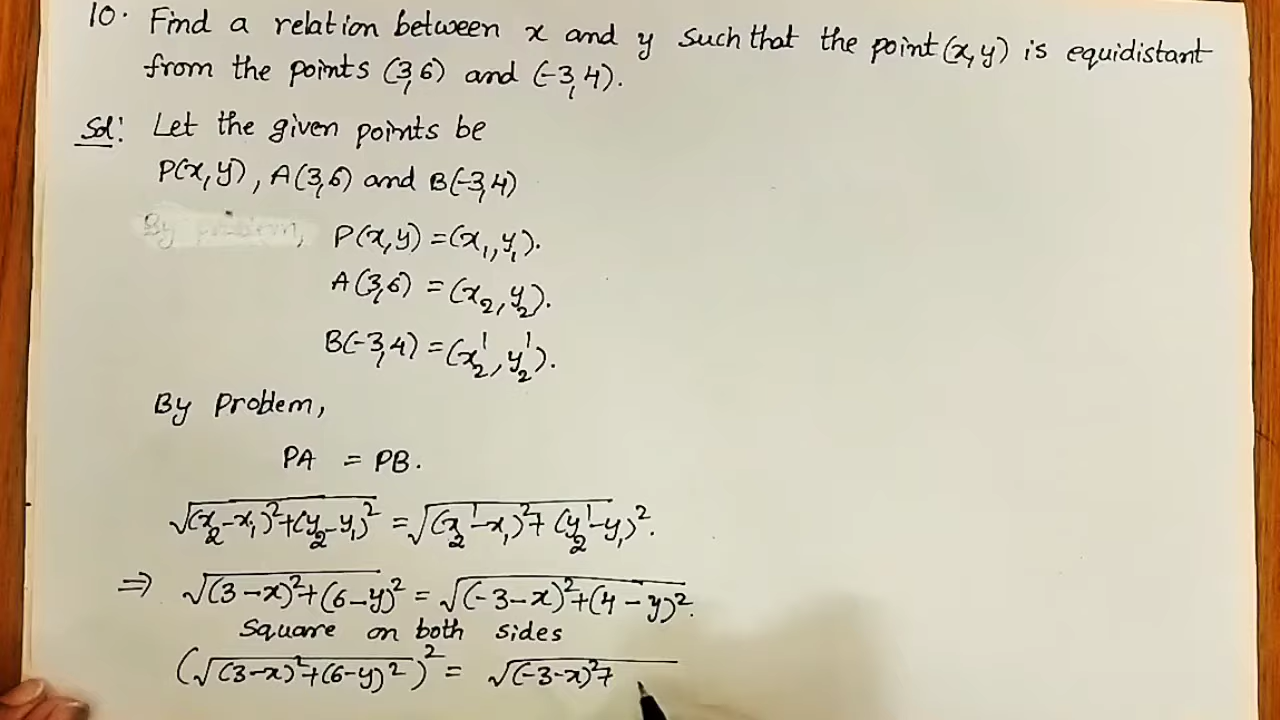 10. Find a relation between x and y such that the point (x, y) is equidistant
from the points (3,6) and (-3,4).
Sol: Let the given points be
P(x, y), A(3,6) and B(-3,4)
By problem, P(x, y) = (x₁, y₁).
A(3,6) = (x₂, y₂).
B(-3,4) = (x₂', y₂').
By Problem,
PA = PB.
√(x₂-x₁)²+(y₂-y₁)² = √(x₂'-x₁)²+(y₂'-y₁)².
⇒ √(3-x)²+(6-y)² = √(-3-x)²+(4-y)².
Square on both sides
(√(3-x)²+(6-y)²)² = √(-3-x)²+